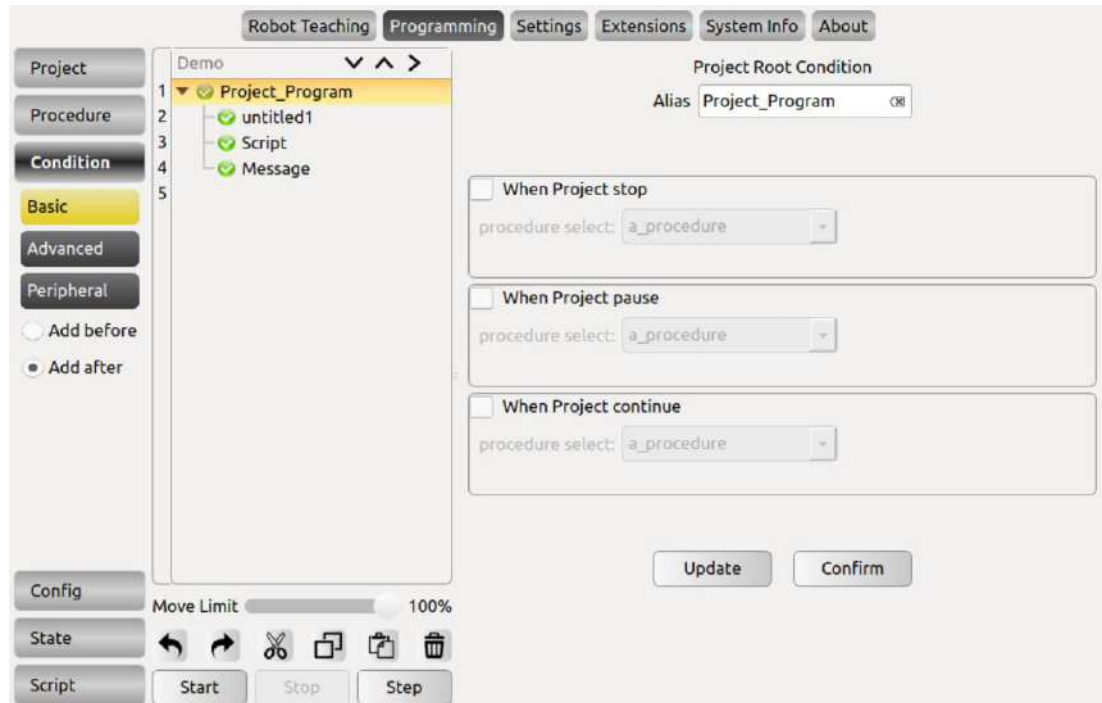 Robot Teaching Programming Settings Extensions System Info About
Project
Procedure
Condition
Basic
Advanced
Peripheral
Add before
Add after
Config
State
Script
Demo
1 Project_Program
2 untitled1
3 Script
4 Message
5
Move Limit 100%
Start Stop Step
Project Root Condition
Alias Project_Program
When Project stop
procedure select: a_procedure
When Project pause
procedure select: a_procedure
When Project continue
procedure select: a_procedure
Update Confirm